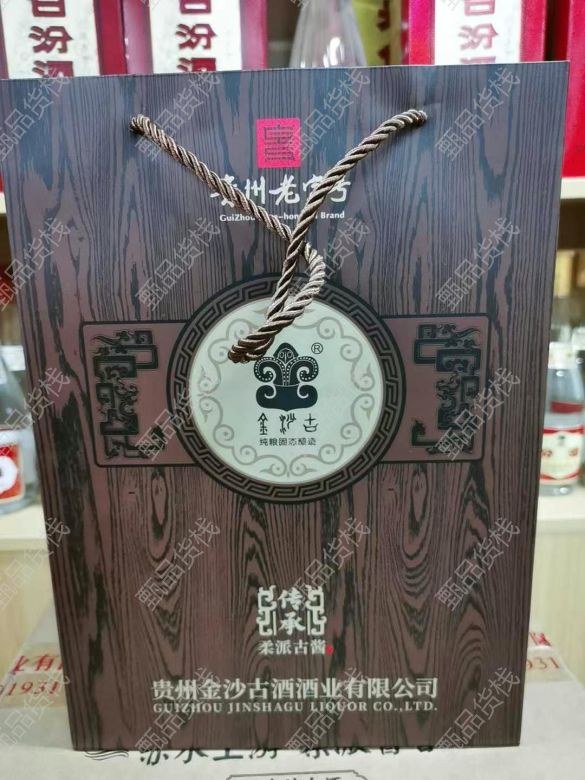 贵州老字号
GuiZhou
Brand
®
金沙古
纯粮固态酿造
传承
柔派古酱
贵州金沙古酒酒业有限公司
GUIZHOU JINSHAGU LIQUOR CO.,LTD.
1931
甄品货栈